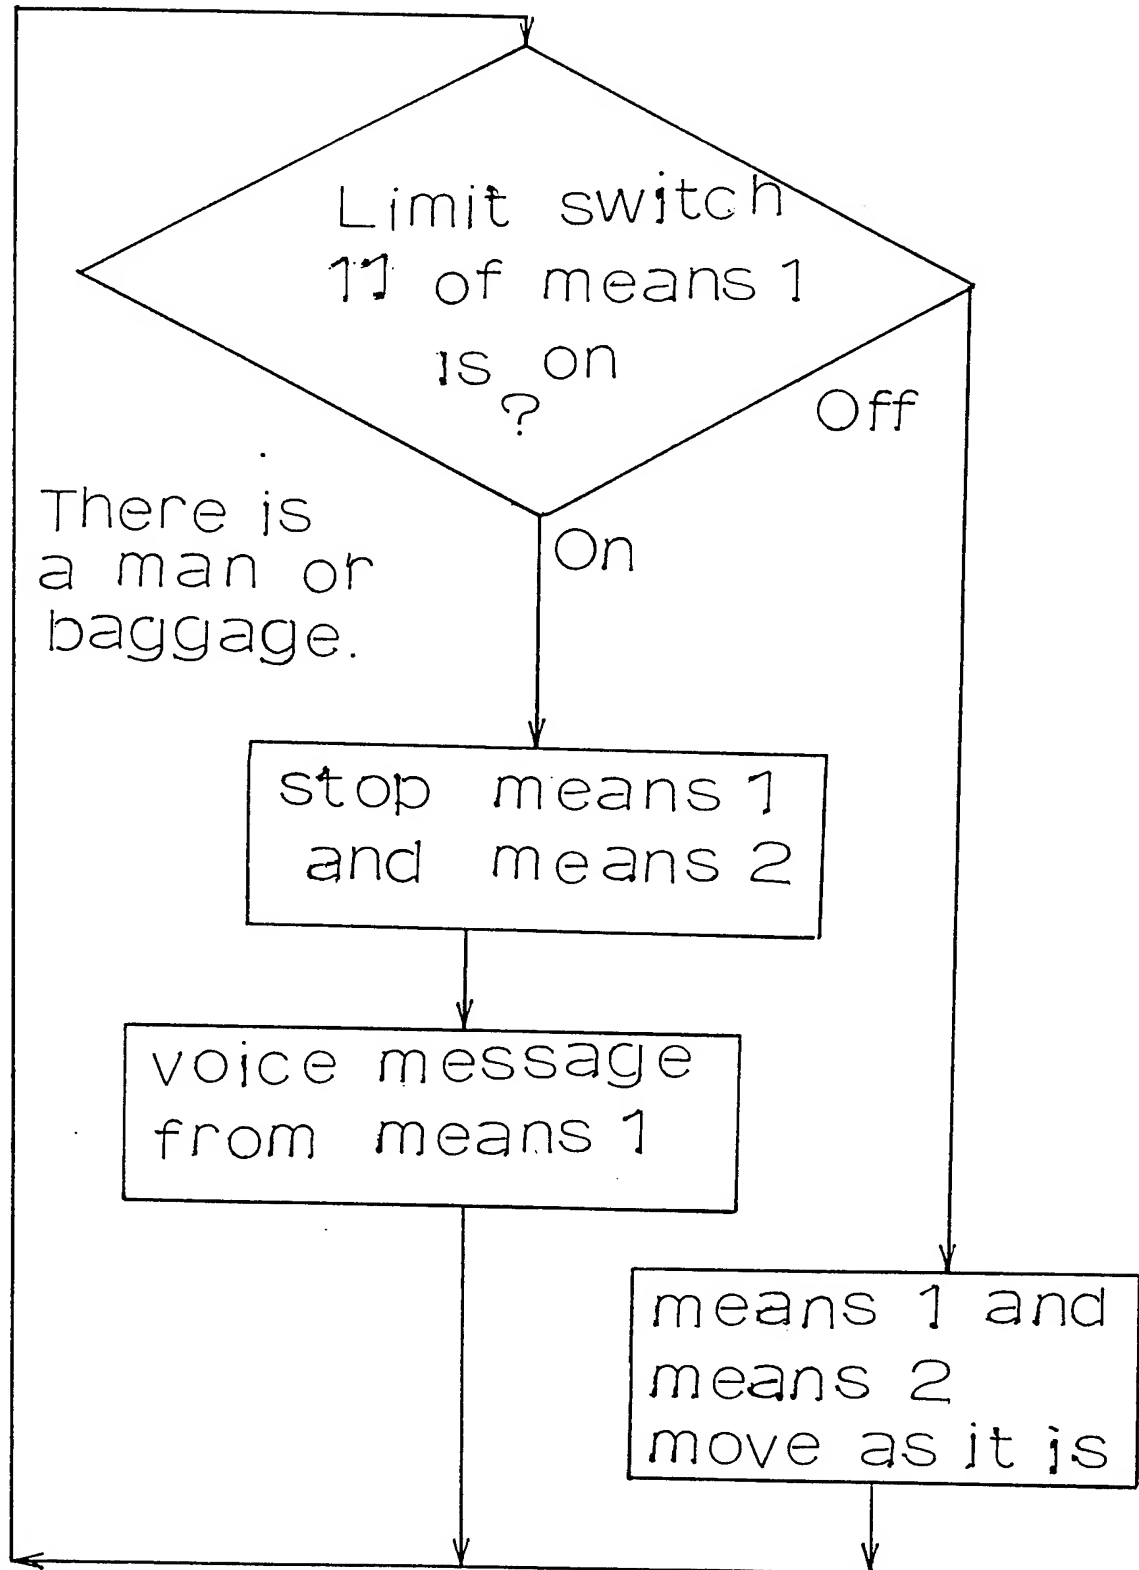 Limit switch
11 of means 1
is on
?
Off
There is
a man or
baggage.
On
stop means 1
and means 2
voice message
from means 1
means 1 and
means 2
move as it is